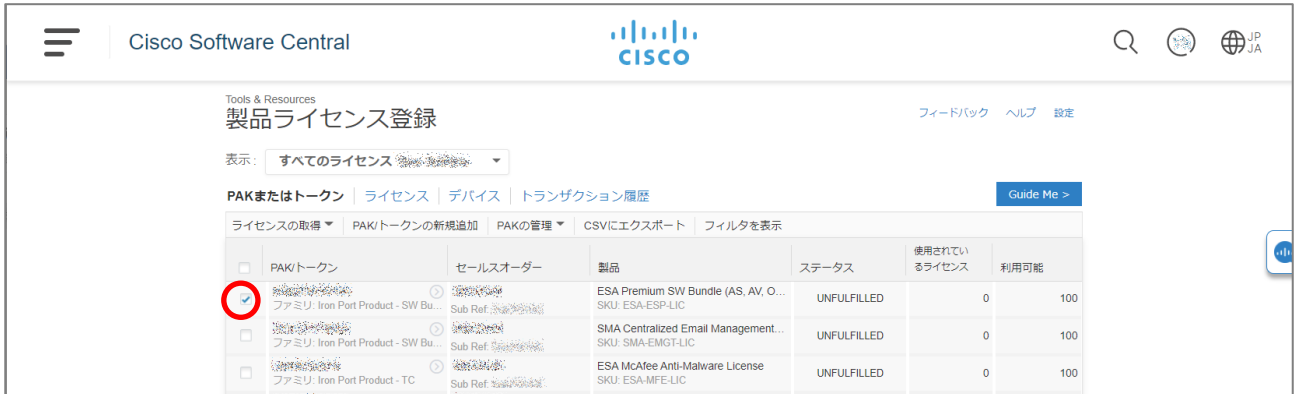 Cisco Software Central
CISCO
JP
JA
Tools & Resources
製品ライセンス登録
フィードバック ヘルプ 設定
表示: すべてのライセンス
PAKまたはトークン ライセンス デバイス トランザクション履歴 Guide Me >
ライセンスの取得 PAK/トークンの新規追加 PAKの管理 CSVにエクスポート フィルタを表示
PAK/トークン セールスオーダー 製品 ステータス 使用されてい
るライセンス 利用可能
ESA Premium SW Bundle (AS, AV, O... UNFULFILLED 0 100
ファミリ: Iron Port Product - SW Bu... Sub Ref: SKU: ESA-ESP-LIC
SMA Centralized Email Management... UNFULFILLED 0 100
ファミリ: Iron Port Product - SW Bu... Sub Ref: SKU: SMA-EMGT-LIC
ESA McAfee Anti-Malware License UNFULFILLED 0 100
ファミリ: Iron Port Product - TC Sub Ref: SKU: ESA-MFE-LIC